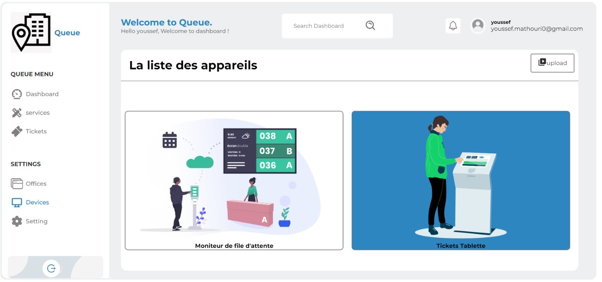 Queue
Welcome to Queue.
Hello youssef, Welcome to dashboard !
Search Dashboard
youssef
youssef.mathouri0@gmail.com
QUEUE MENU
Dashboard
services
Tickets
SETTINGS
Offices
Devices
Setting
La liste des appareils
upload
038 A
037 B
036 A
A
Moniteur de file d'attente
Tickets Tablette